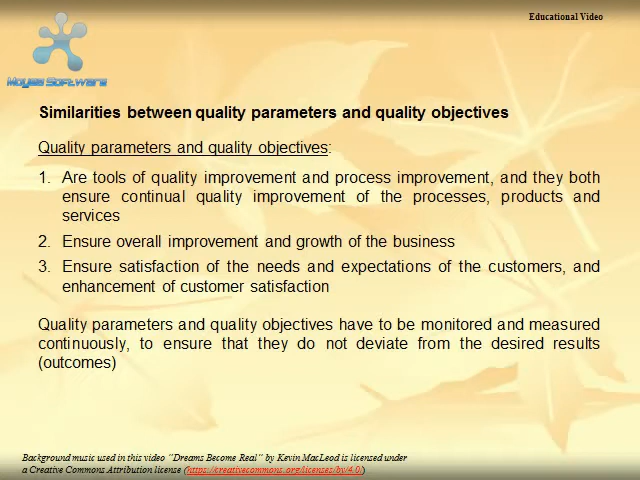 Educational Video
Moyea Software
Similarities between quality parameters and quality objectives
Quality parameters and quality objectives:
1. Are tools of quality improvement and process improvement, and they both
ensure continual quality improvement of the processes, products and
services
2. Ensure overall improvement and growth of the business
3. Ensure satisfaction of the needs and expectations of the customers, and
enhancement of customer satisfaction
Quality parameters and quality objectives have to be monitored and measured
continuously, to ensure that they do not deviate from the desired results
(outcomes)
Background music used in this video "Dreams Become Real" by Kevin MacLeod is licensed under
a Creative Commons Attribution license (https://creativecommons.org/licenses/by/4.0/)